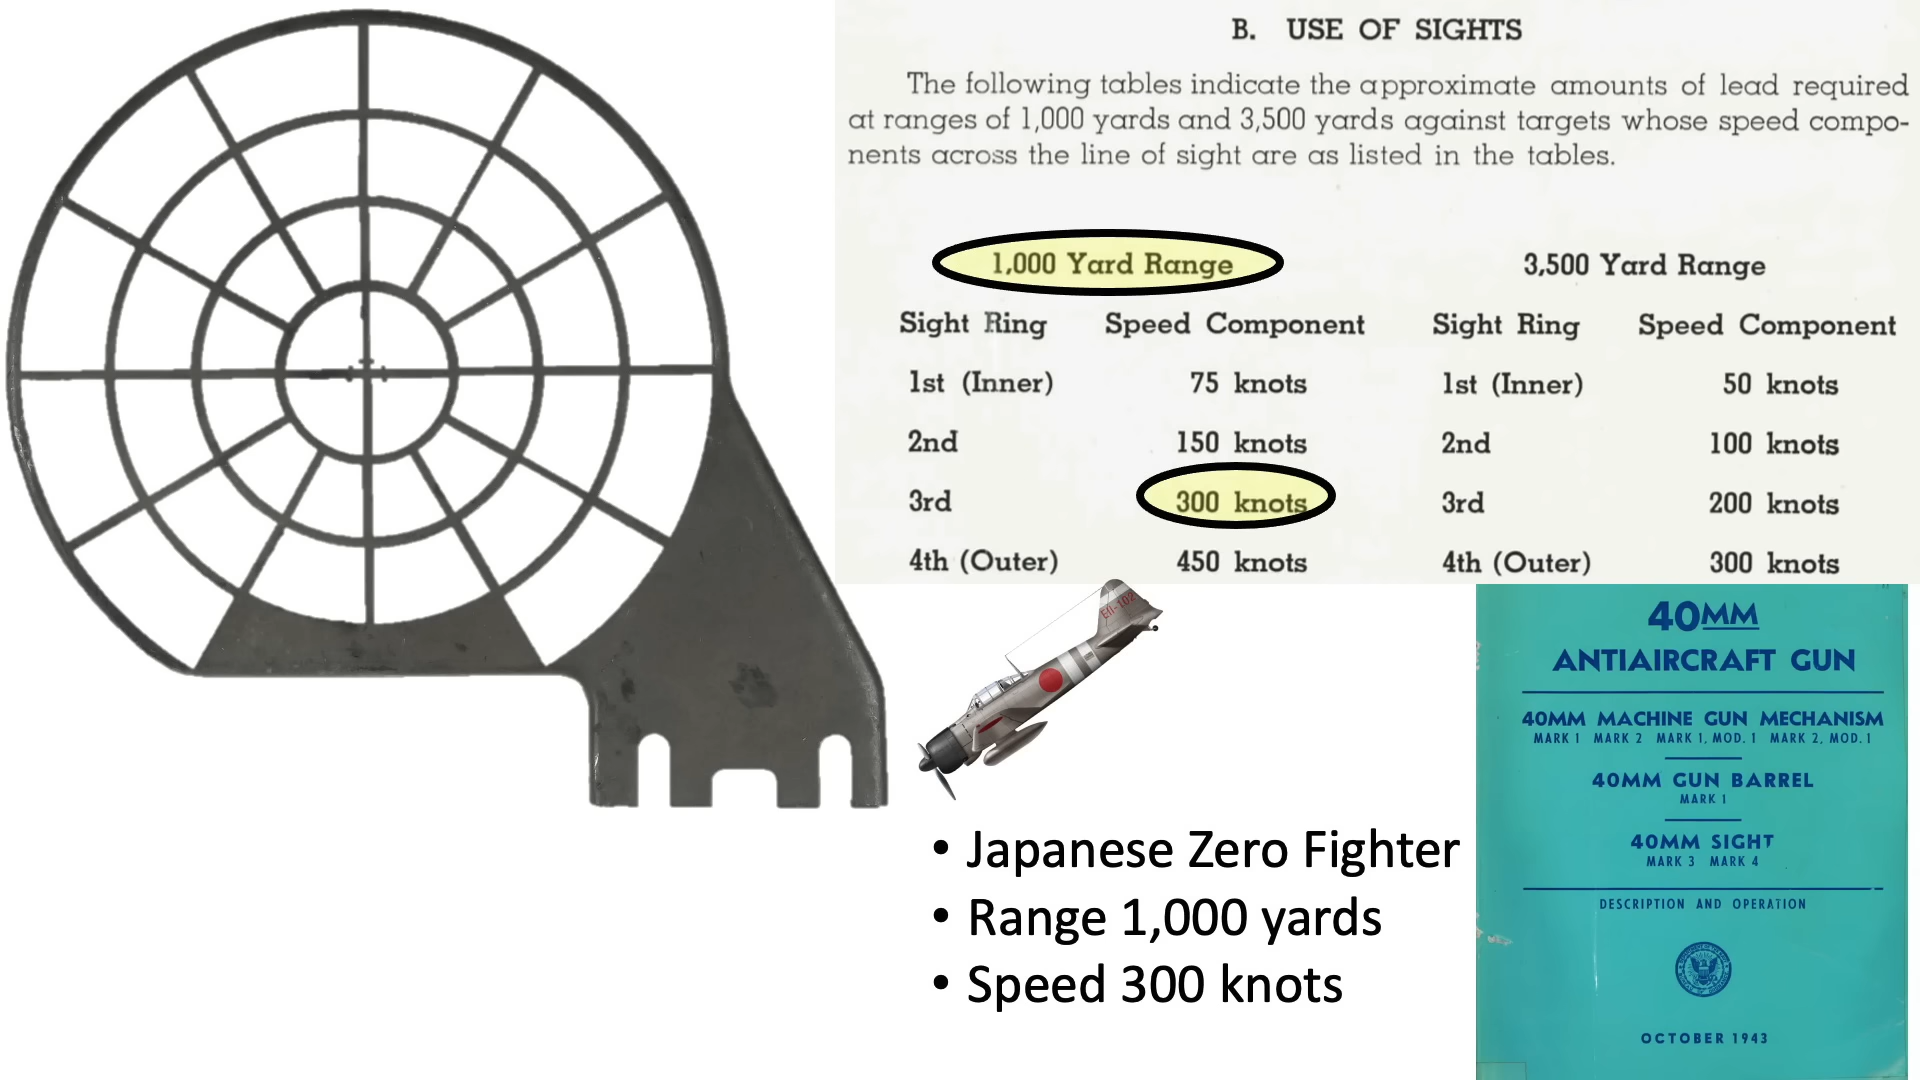 B. USE OF SIGHTS
The following tables indicate the approximate amounts of lead required
at ranges of 1,000 yards and 3,500 yards against targets whose speed compo-
nents across the line of sight are as listed in the tables.
1,000 Yard Range
Sight Ring Speed Component
1st (Inner) 75 knots
2nd 150 knots
3rd 300 knots
4th (Outer) 450 knots
3,500 Yard Range
Sight Ring Speed Component
1st (Inner) 50 knots
2nd 100 knots
3rd 200 knots
4th (Outer) 300 knots
EII-102
• Japanese Zero Fighter
• Range 1,000 yards
• Speed 300 knots
40MM
ANTIAIRCRAFT GUN
40MM MACHINE GUN MECHANISM
MARK 1 MARK 2 MARK 1, MOD. 1 MARK 2, MOD. 1
40MM GUN BARREL
MARK 1
40MM SIGHT
MARK 3 MARK 4
DESCRIPTION AND OPERATION
OCTOBER 1943